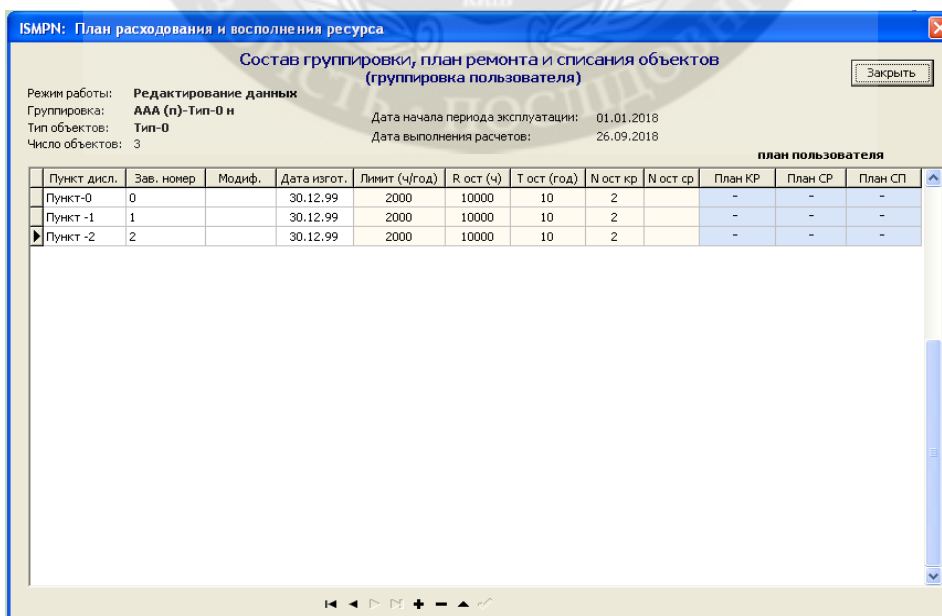 ISMPN: План расходования и восполнения ресурса
Состав группировки, план ремонта и списания объектов
(группировка пользователя)
Закрыть
Режим работы: Редактирование данных
Группировка: ААА (п)-Тип-0 н
Тип объектов: Тип-0
Число объектов: 3
Дата начала периода эксплуатации: 01.01.2018
Дата выполнения расчетов: 26.09.2018
план пользователя
Пункт дисл. Зав. номер Модиф. Дата изгот. Лимит (ч/год) R ост (ч) T ост (год) N ост кр N ост ср План КР План СР План СП
Пункт-0 0 30.12.99 2000 10000 10 2 - - -
Пункт -1 1 30.12.99 2000 10000 10 2 - - -
Пункт -2 2 30.12.99 2000 10000 10 2 - - -